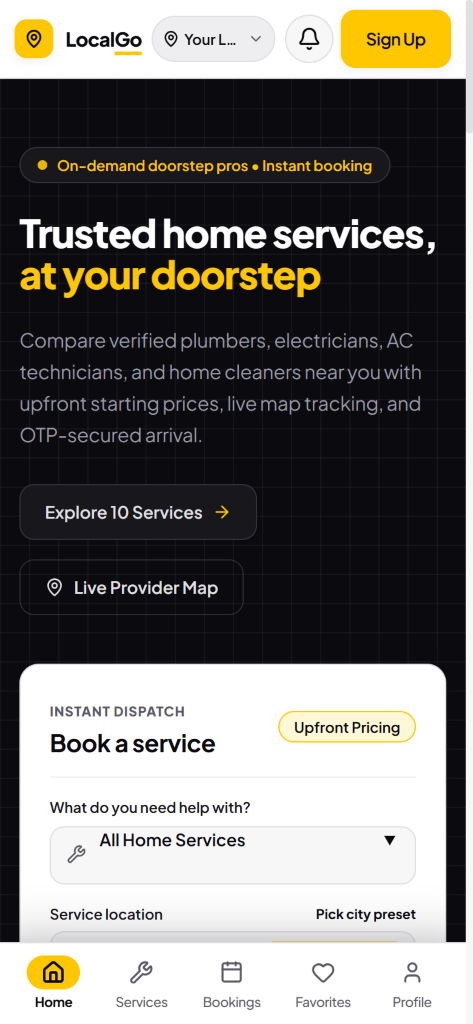 LocalGo
Your L...
Sign Up
On-demand doorstep pros • Instant booking
Trusted home services,
at your doorstep
Compare verified plumbers, electricians, AC
technicians, and home cleaners near you with
upfront starting prices, live map tracking, and
OTP-secured arrival.
Explore 10 Services →
Live Provider Map
INSTANT DISPATCH
Book a service
Upfront Pricing
What do you need help with?
All Home Services
Service location
Pick city preset
Home
Services
Bookings
Favorites
Profile